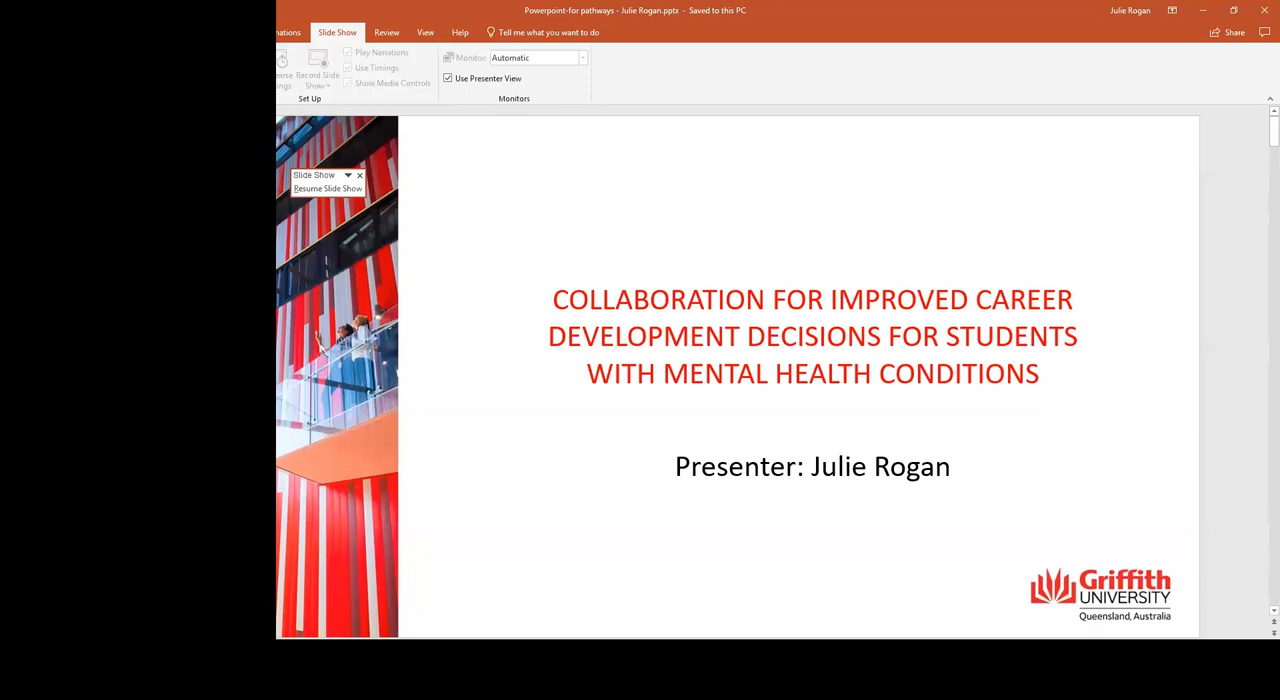 Powerpoint-for pathways - Julie Rogan.pptx - Saved to this PC
Julie Rogan
Slide Show
Review
View
Help
Tell me what you want to do
Share
Record Slide
Show
Set Up
Play Narrations
Use Timings
Show Media Controls
Monitor:
Automatic
Use Presenter View
Monitors
Slide Show
Resume Slide Show
COLLABORATION FOR IMPROVED CAREER
DEVELOPMENT DECISIONS FOR STUDENTS
WITH MENTAL HEALTH CONDITIONS
Presenter: Julie Rogan
Griffith
UNIVERSITY
Queensland, Australia